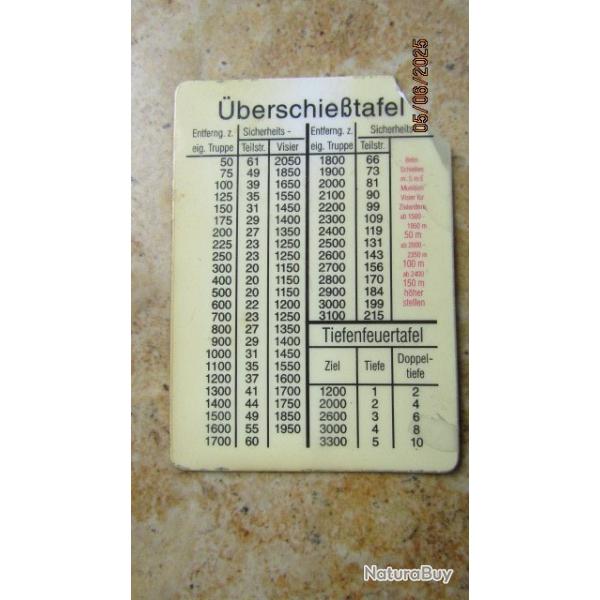 Überschießtafel
Entferng. z. Sicherheits -
eig. Truppe Teilstr. Visier
50 61 2050
75 49 1850
100 39 1650
125 35 1550
150 31 1450
175 29 1400
200 27 1350
225 23 1250
250 23 1250
300 20 1150
400 20 1150
500 20 1150
600 22 1200
700 23 1250
800 27 1350
900 29 1400
1000 31 1450
1100 35 1550
1200 37 1600
1300 41 1700
1400 44 1750
1500 49 1850
1600 55 1950
1700 60
Entferng. z. Sicherheits
eig. Truppe Teilstr.
1800 66
1900 73
2000 81
2100 90
2200 99
2300 109
2400 119
2500 131
2600 143
2700 156
2800 170
2900 184
3000 199
3100 215
Beim
Schießen
m. S.m.E
Munition
Visier für
ab 1500 -
1950 m
50 m
ab 2000 -
2350 m
100 m
ab 2400
150 m
höher
stellen
Tiefenfeuertafel
Ziel Tiefe Doppel-
tiefe
1200 1 2
2000 2 4
2600 3 6
3000 4 8
3300 5 10
05/06/2025
NaturaBuy